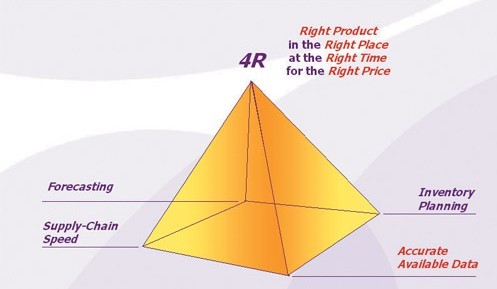 4R
Right Product
in the Right Place
at the Right Time
for the Right Price
Forecasting
Inventory
Planning
Supply-Chain
Speed
Accurate
Available Data